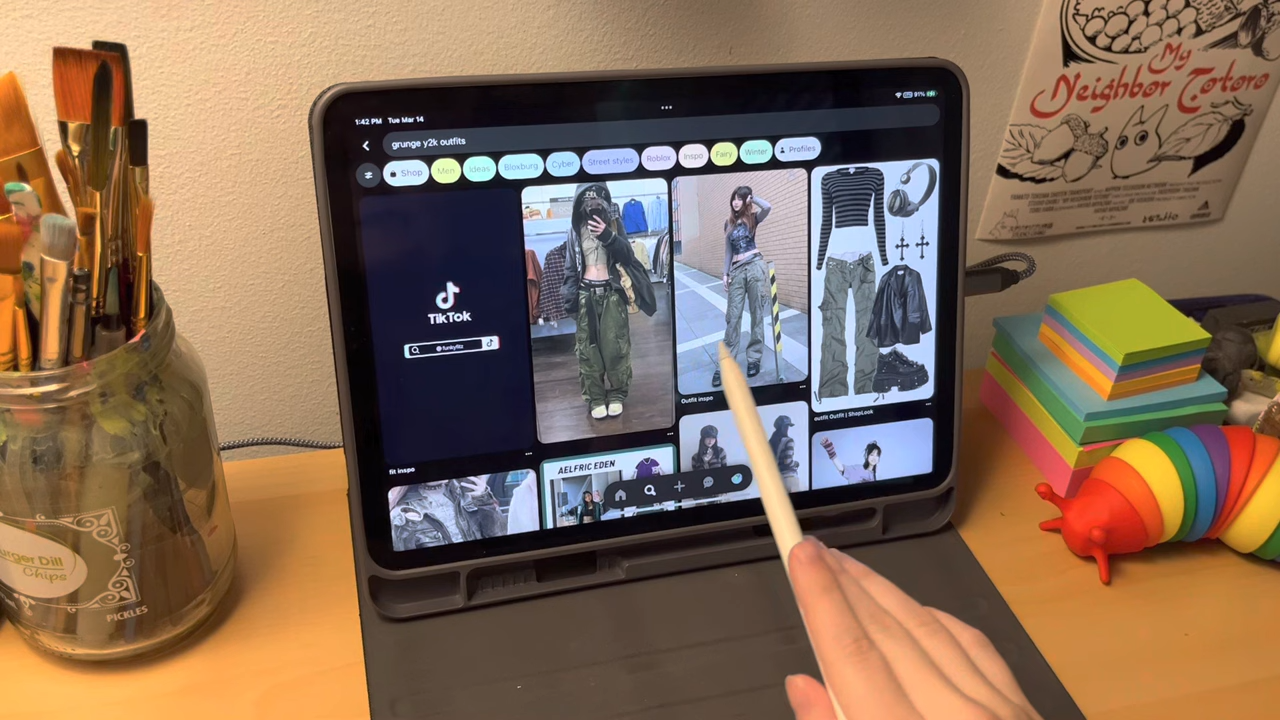 1:42 PM Tue Mar 14
91%
grunge y2k outfits
Shop
Men
Ideas
Bloxburg
Cyber
Street styles
Roblox
Inspo
Fairy
Winter
Profiles
TikTok
Outfit inspo
outfit Outfit | ShopLook
fit inspo
AELFRIC EDEN
My
Neighbor Totoro
urger Dill
Chips
PICKLES